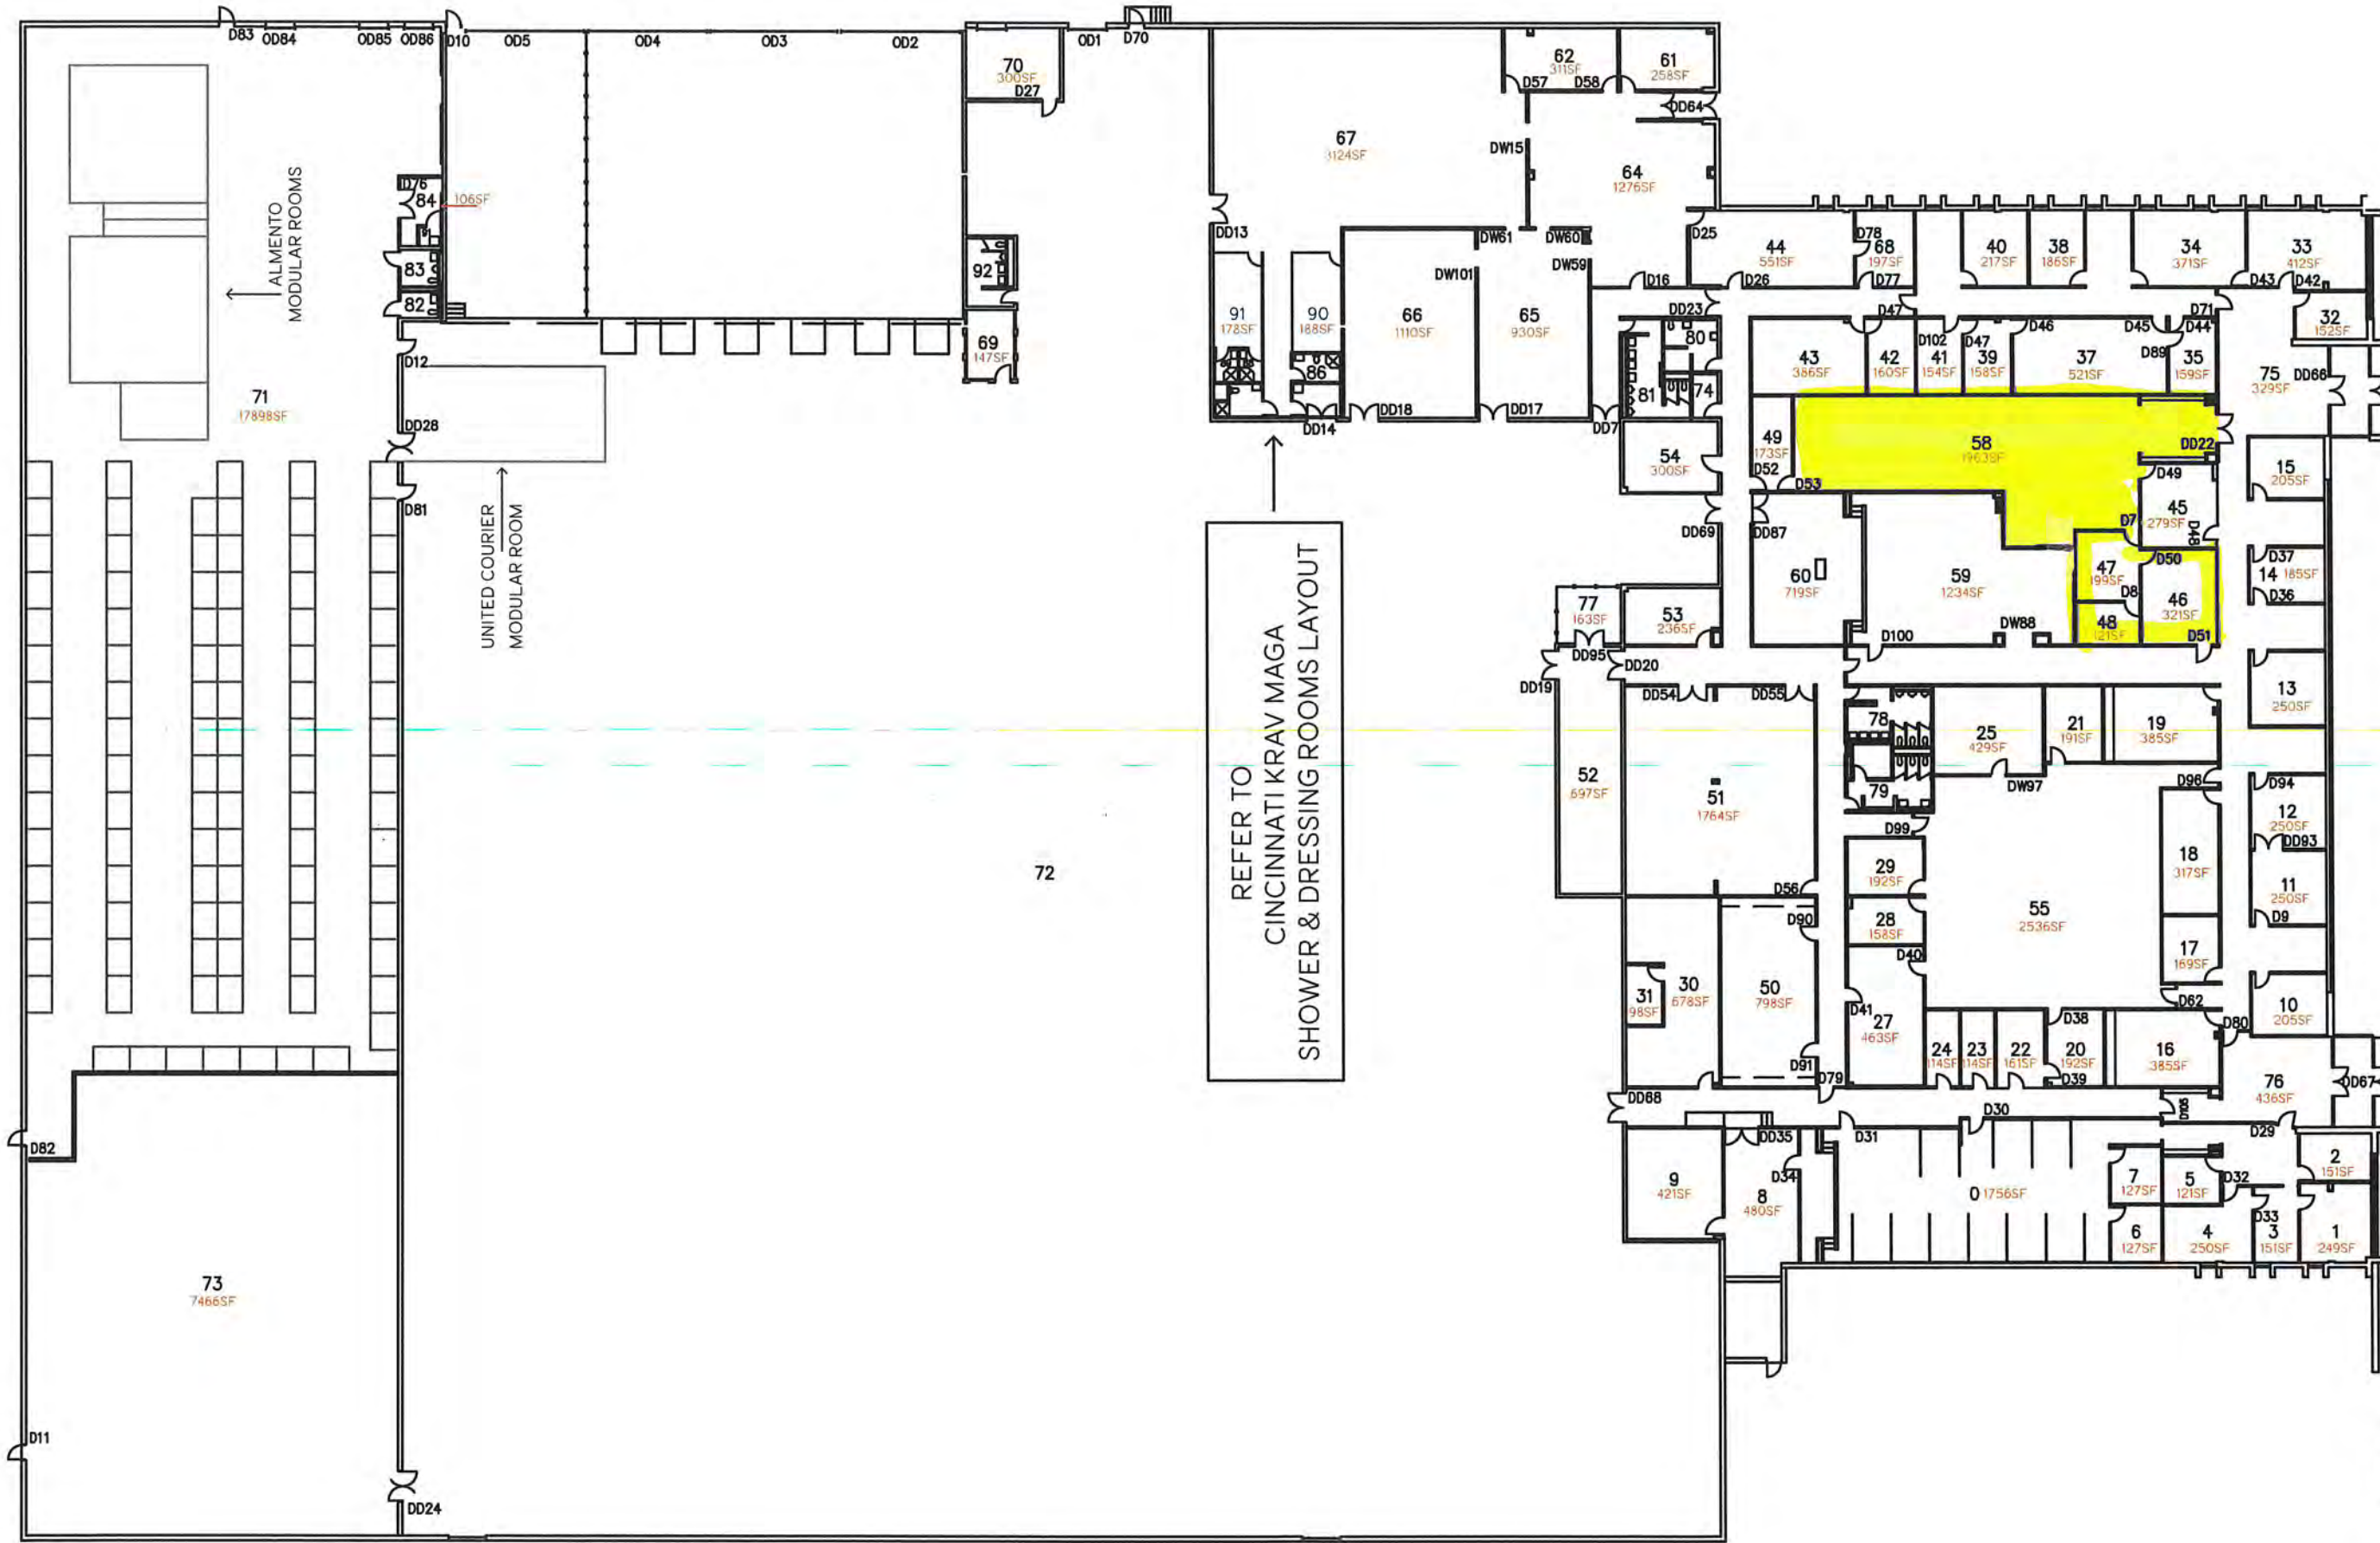 D83
OD84
OD85
OD86
D10
OD5
OD4
OD3
OD2
OD1
D70
70
300SF
D27
62
311SF
D57
D58
61
258SF
DD64
67
3124SF
DW15
64
1276SF
ALMENTO
MODULAR ROOMS
D76
84
106SF
83
82
D12
92
69
147SF
DD13
91
178SF
90
188SF
86
DW61
DW60
DW101
DW59
66
1110SF
65
930SF
DD14
DD18
DD17
DD7
D25
D16
44
551SF
D26
D78
68
197SF
D77
40
217SF
38
186SF
34
371SF
33
412SF
D43
D42
DD23
D47
D71
32
152SF
80
81
74
43
386SF
42
160SF
D102
41
154SF
D47
39
158SF
D46
37
521SF
D45
D44
D89
35
159SF
75
329SF
DD66
71
17898SF
DD28
D81
UNITED COURIER
MODULAR ROOM
54
300SF
49
173SF
D52
D53
58
1963SF
DD22
D49
45
279SF
D48
D7
15
205SF
DD69
DD87
60
719SF
59
1234SF
47
199SF
D8
D50
46
321SF
48
121SF
D51
D37
14
185SF
D36
77
163SF
DD95
53
236SF
D100
DW88
DD19
DD20
DD54
DD55
13
250SF
REFER TO
CINCINNATI KRAV MAGA
SHOWER & DRESSING ROOMS LAYOUT
78
79
25
429SF
21
191SF
19
385SF
DW97
D96
D94
52
697SF
51
1764SF
D99
12
250SF
DD93
72
29
192SF
D56
18
317SF
11
250SF
D9
D90
28
158SF
D40
55
2536SF
17
169SF
30
678SF
31
98SF
50
798SF
D41
27
463SF
D62
10
205SF
D80
D91
D79
24
114SF
23
114SF
22
161SF
D38
20
192SF
D39
16
385SF
76
436SF
DD67
DD68
D30
D105
D82
DD35
D31
D29
9
421SF
8
480SF
D34
0 1756SF
7
127SF
5
121SF
D32
2
151SF
6
127SF
4
250SF
D33
3
151SF
1
249SF
73
7466SF
D11
DD24